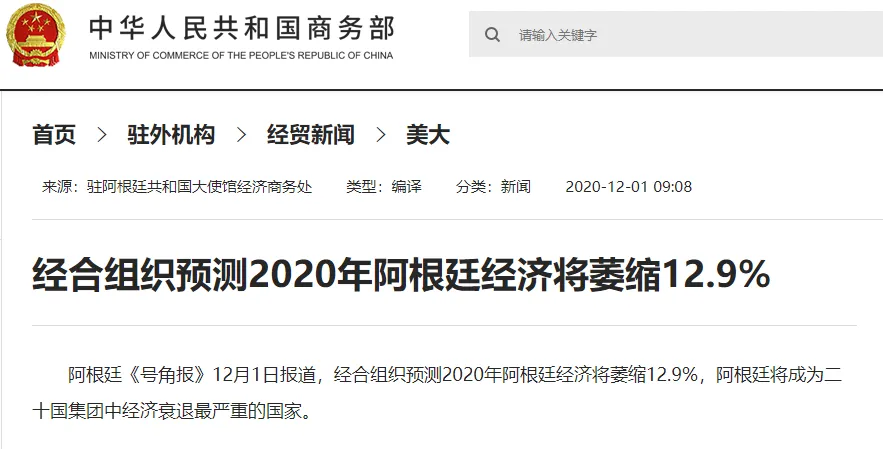 中华人民共和国商务部
MINISTRY OF COMMERCE OF THE PEOPLE'S REPUBLIC OF CHINA
请输入关键字
首页 > 驻外机构 > 经贸新闻 > 美大
来源：驻阿根廷共和国大使馆经济商务处 类型：编译 分类：新闻 2020-12-01 09:08
经合组织预测2020年阿根廷经济将萎缩12.9%
阿根廷《号角报》12月1日报道，经合组织预测2020年阿根廷经济将萎缩12.9%，阿根廷将成为二
十国集团中经济衰退最严重的国家。